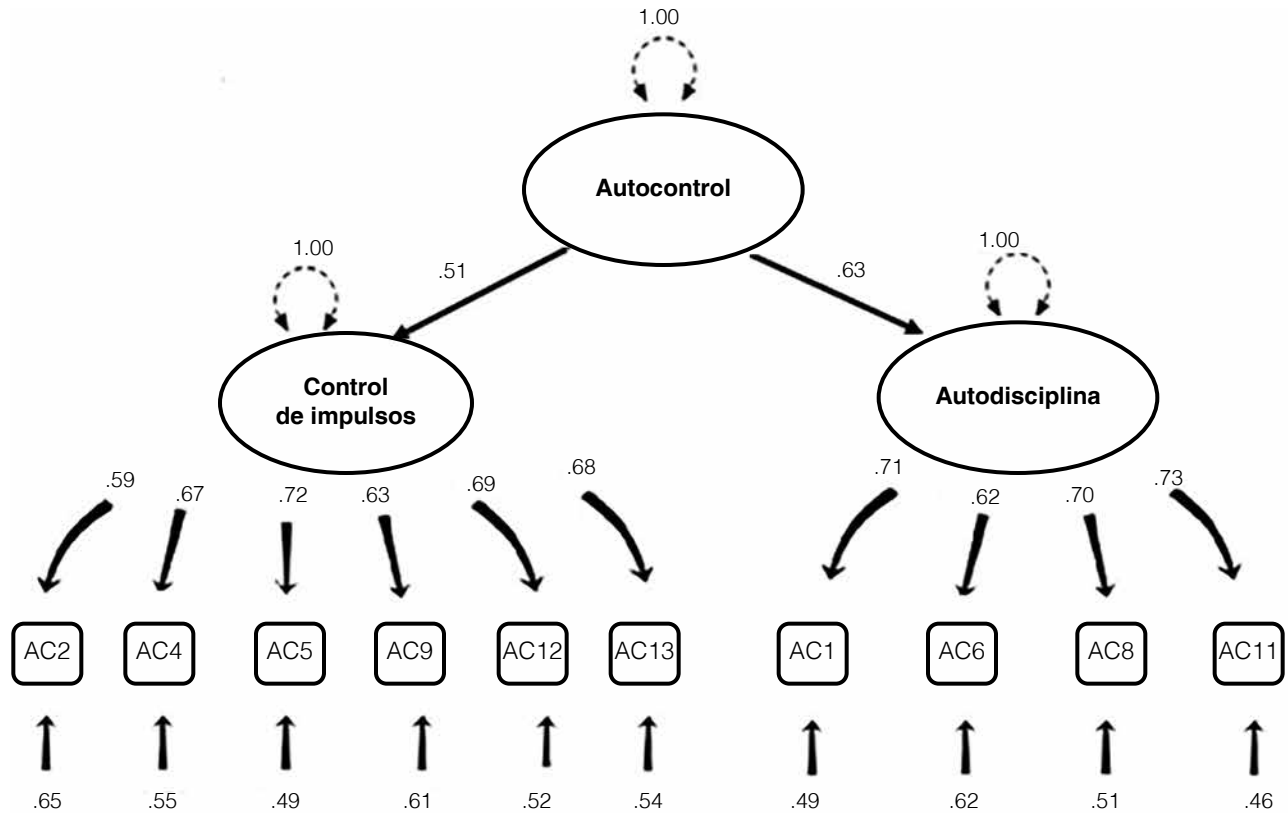 1.00
Autocontrol
1.00
.51
.63
1.00
Control
de impulsos
Autodisciplina
.59
.67
.72
.63
.69
.68
.71
.62
.70
.73
AC2
AC4
AC5
AC9
AC12
AC13
AC1
AC6
AC8
AC11
.65
.55
.49
.61
.52
.54
.49
.62
.51
.46